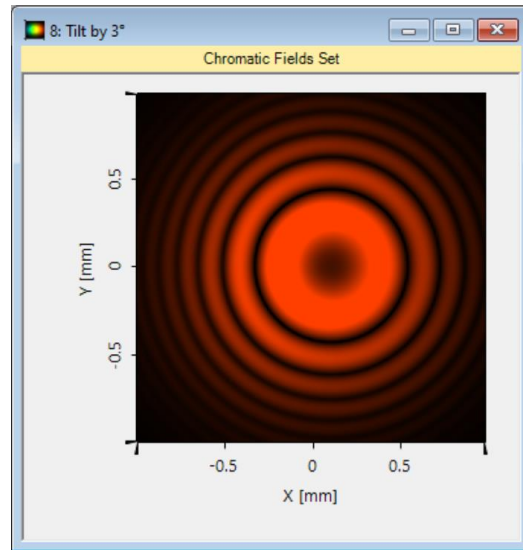 8: Tilt by 3°
Chromatic Fields Set
Y [mm]
0.5
0
-0.5
-0.5 0 0.5
X [mm]